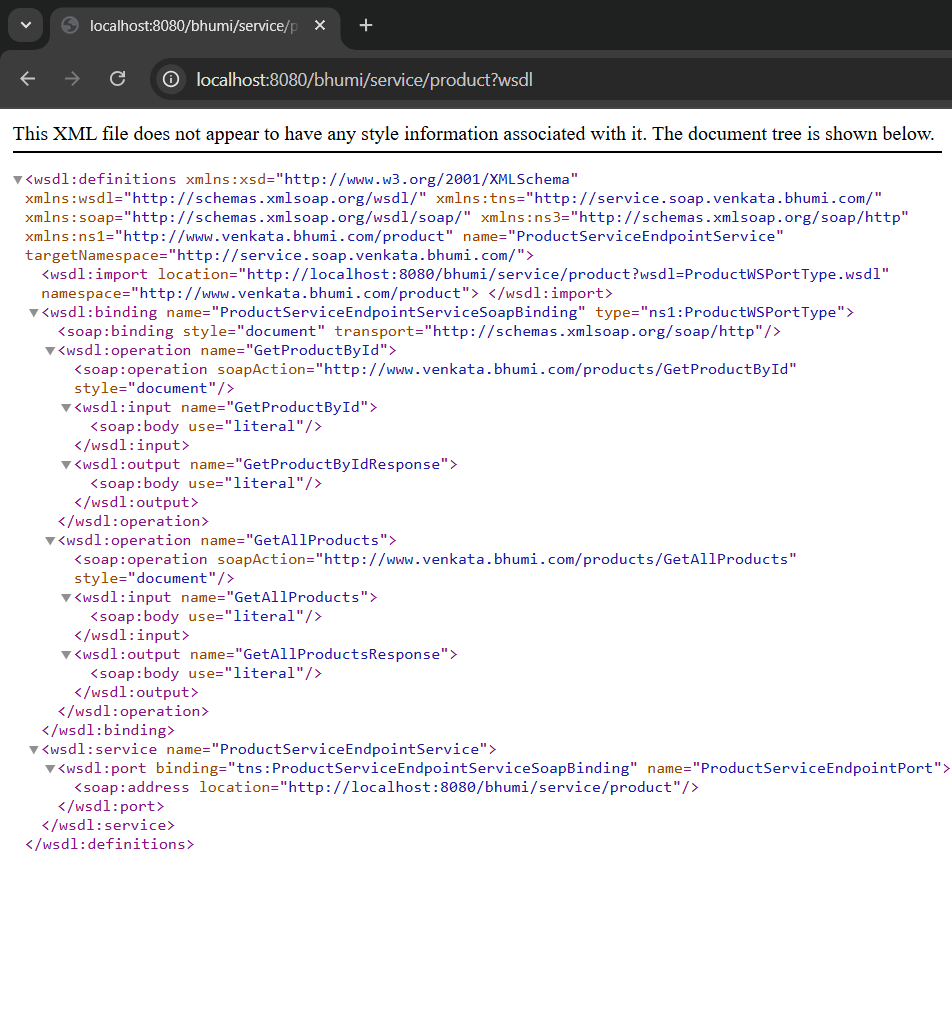 localhost:8080/bhumi/service/p
localhost:8080/bhumi/service/product?wsdl
This XML file does not appear to have any style information associated with it. The document tree is shown below.
<wsdl:definitions xmlns:xsd="http://www.w3.org/2001/XMLSchema"
xmlns:wsdl="http://schemas.xmlsoap.org/wsdl/" xmlns:tns="http://service.soap.venkata.bhumi.com/"
xmlns:soap="http://schemas.xmlsoap.org/wsdl/soap/" xmlns:ns3="http://schemas.xmlsoap.org/soap/http"
xmlns:ns1="http://www.venkata.bhumi.com/product" name="ProductServiceEndpointService"
targetNamespace="http://service.soap.venkata.bhumi.com/">
<wsdl:import location="http://localhost:8080/bhumi/service/product?wsdl=ProductWSPortType.wsdl"
namespace="http://www.venkata.bhumi.com/product"> </wsdl:import>
<wsdl:binding name="ProductServiceEndpointServiceSoapBinding" type="ns1:ProductWSPortType">
<soap:binding style="document" transport="http://schemas.xmlsoap.org/soap/http"/>
<wsdl:operation name="GetProductById">
<soap:operation soapAction="http://www.venkata.bhumi.com/products/GetProductById"
style="document"/>
<wsdl:input name="GetProductById">
<soap:body use="literal"/>
</wsdl:input>
<wsdl:output name="GetProductByIdResponse">
<soap:body use="literal"/>
</wsdl:output>
</wsdl:operation>
<wsdl:operation name="GetAllProducts">
<soap:operation soapAction="http://www.venkata.bhumi.com/products/GetAllProducts"
style="document"/>
<wsdl:input name="GetAllProducts">
<soap:body use="literal"/>
</wsdl:input>
<wsdl:output name="GetAllProductsResponse">
<soap:body use="literal"/>
</wsdl:output>
</wsdl:operation>
</wsdl:binding>
<wsdl:service name="ProductServiceEndpointService">
<wsdl:port binding="tns:ProductServiceEndpointServiceSoapBinding" name="ProductServiceEndpointPort">
<soap:address location="http://localhost:8080/bhumi/service/product"/>
</wsdl:port>
</wsdl:service>
</wsdl:definitions>